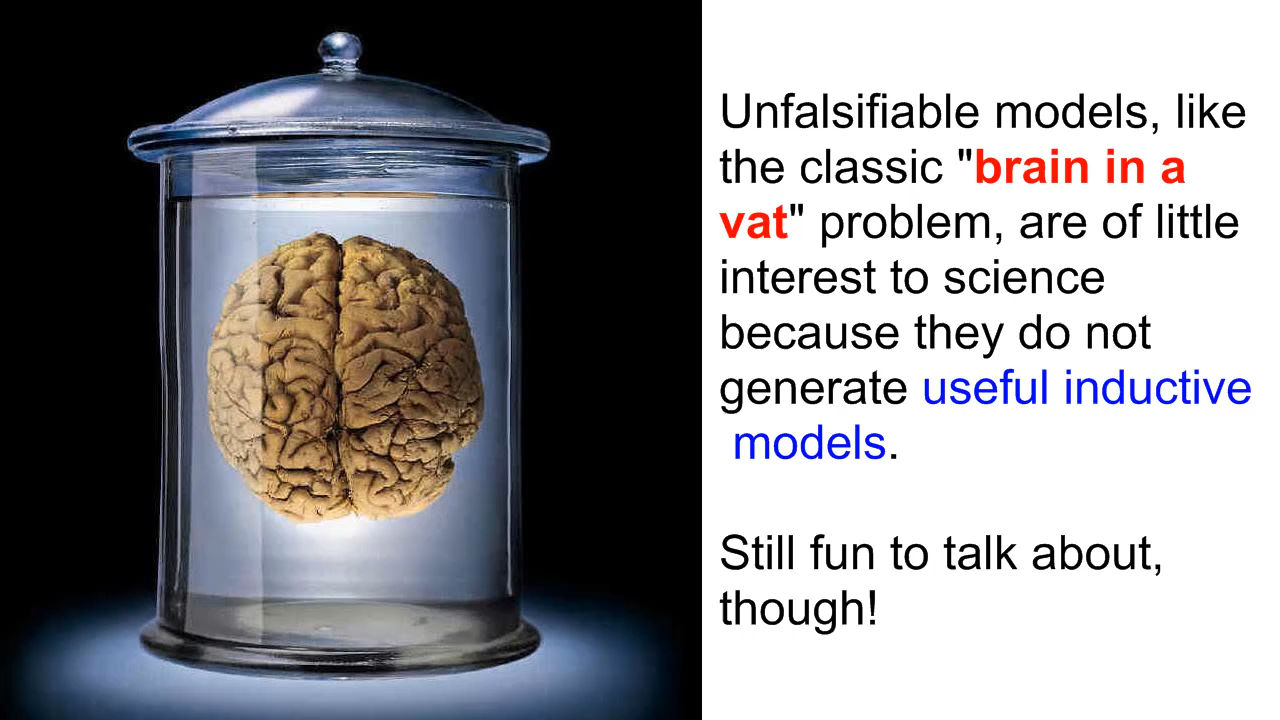 Unfalsifiable models, like
the classic "brain in a
vat" problem, are of little
interest to science
because they do not
generate useful inductive
models.
Still fun to talk about,
though!